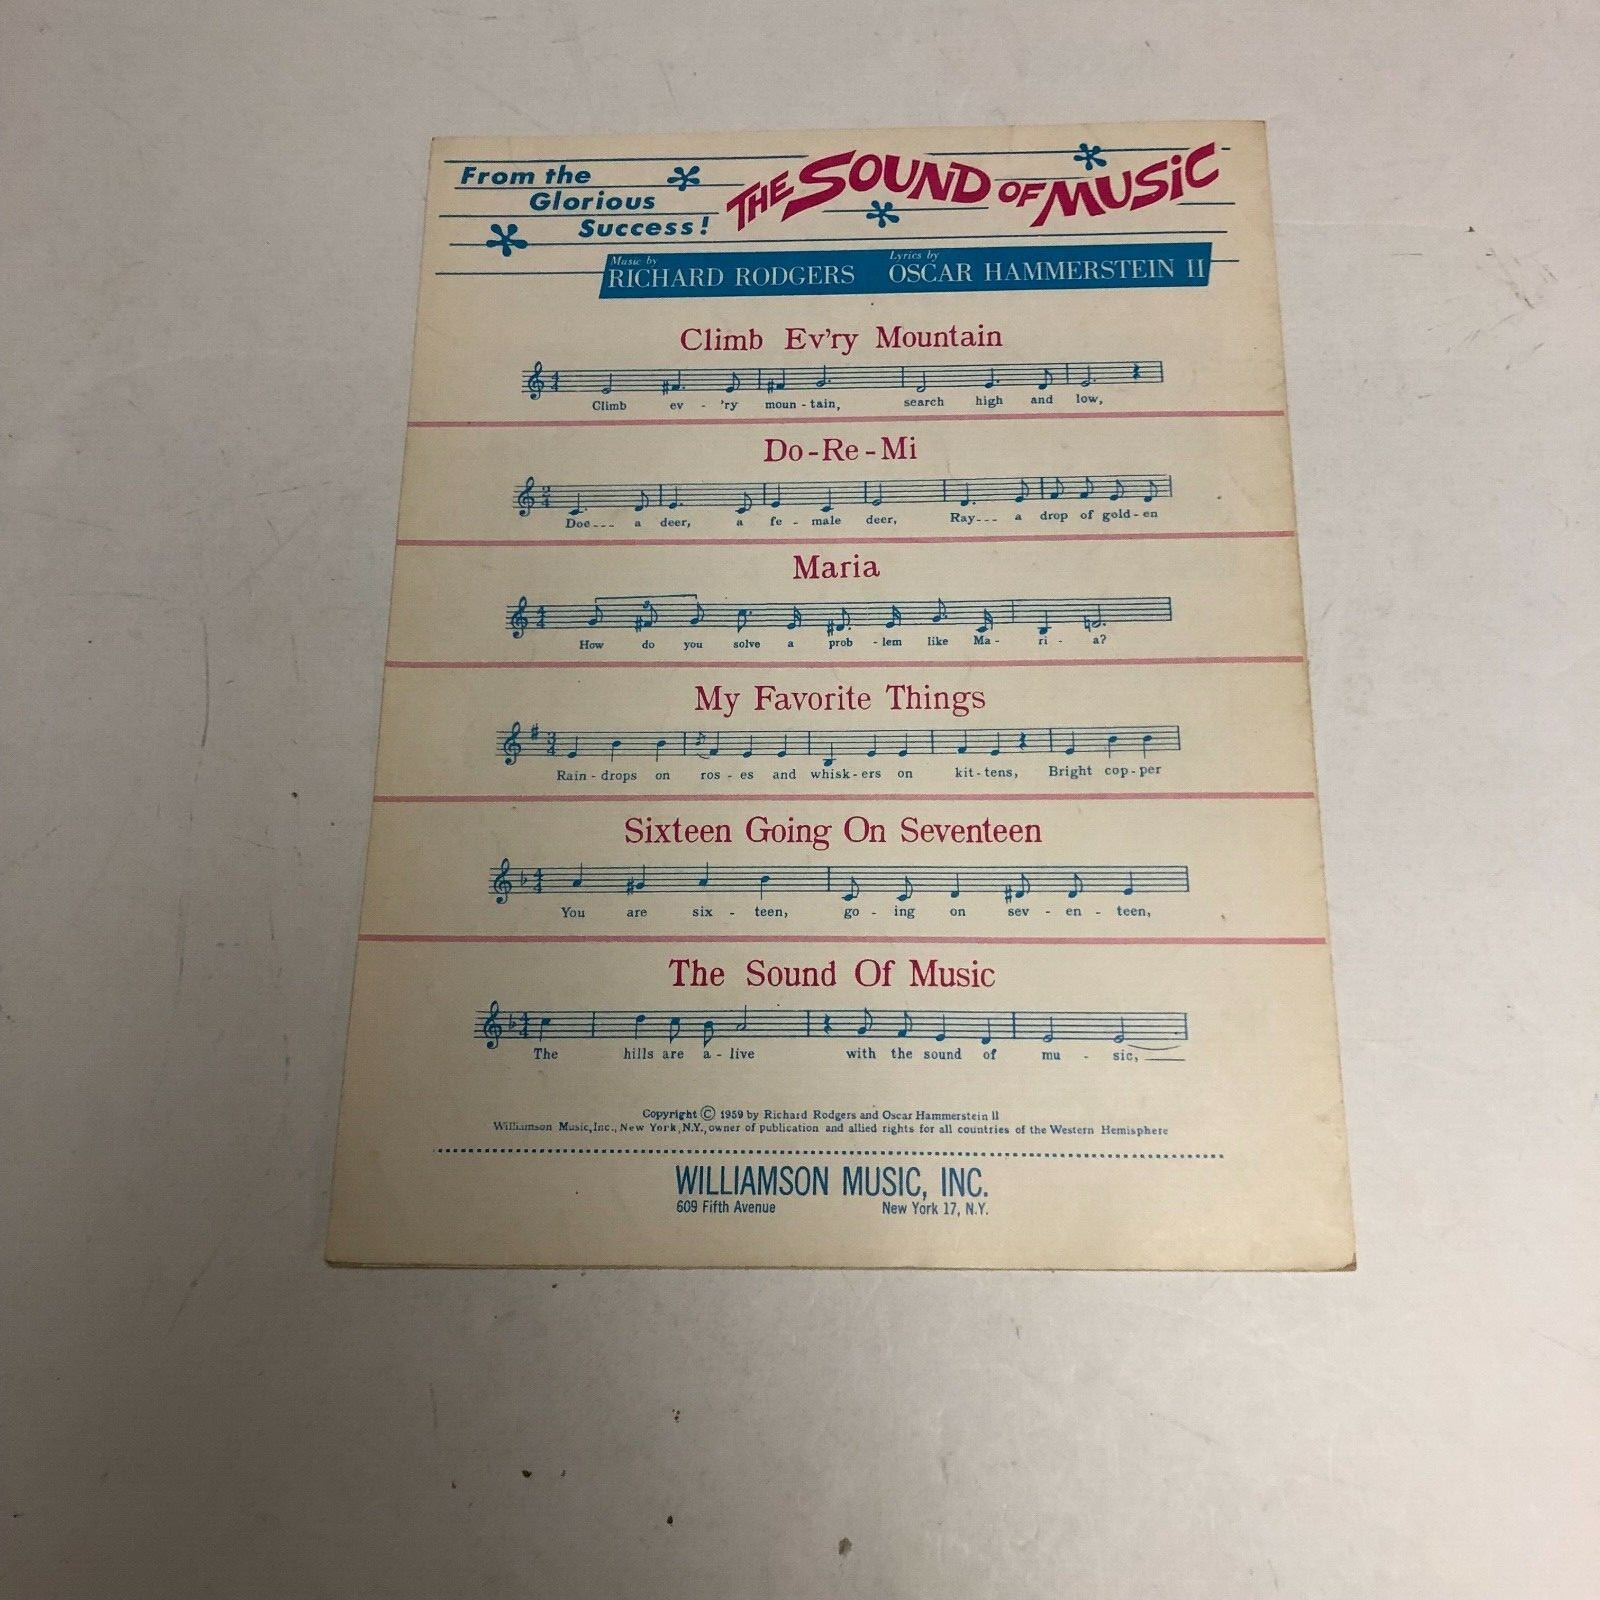 From the
Glorious
Success!
THE SOUND OF MUSiC
Music by
RICHARD RODGERS
Lyrics by
OSCAR HAMMERSTEIN II
Climb Ev'ry Mountain
Climb ev - 'ry moun - tain, search high and low,
Do-Re-Mi
Doe--- a deer, a fe - male deer, Ray--- a drop of gold-en
Maria
How do you solve a prob - lem like Ma - ri - a?
My Favorite Things
Rain - drops on ros - es and whisk-ers on kit-tens, Bright cop-per
Sixteen Going On Seventeen
You are six - teen, go - ing on sev - en - teen,
The Sound Of Music
The hills are a - live with the sound of mu - sic,
Copyright © 1959 by Richard Rodgers and Oscar Hammerstein II
Williamson Music, Inc., New York, N.Y., owner of publication and allied rights for all countries of the Western Hemisphere
WILLIAMSON MUSIC, INC.
609 Fifth Avenue New York 17, N.Y.